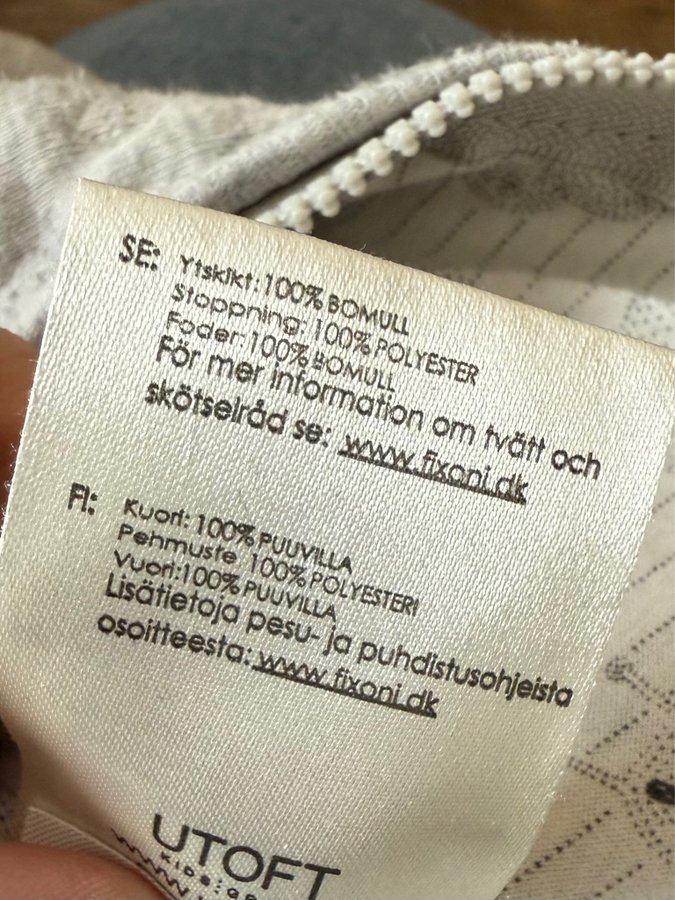 SE: Ytskikt:100% BOMULL
Stoppning: 100% POLYESTER
Foder:100% BOMULL
För mer information om tvätt och
skötselråd se: www.fixoni.dk
FI: Kuori: 100% PUUVILLA
Pehmuste 100% POLYESTERI
Vuori:100% PUUVILLA
Lisätietoja pesu- ja puhdistusohjeista
osoitteesta: www.fixoni.dk
UTOFT